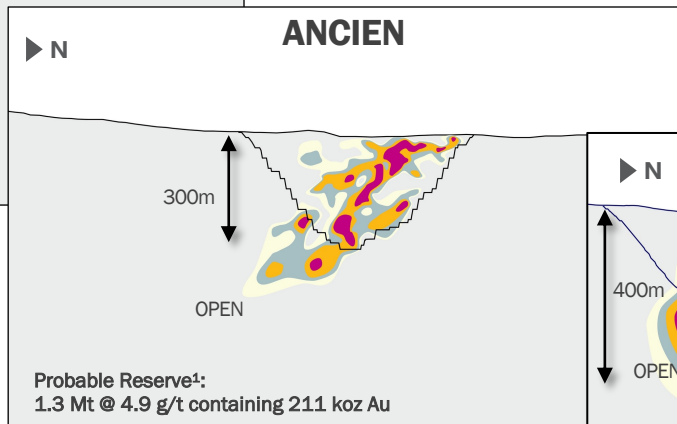 ANCIEN
N
300m
OPEN
Probable Reserve¹:
1.3 Mt @ 4.9 g/t containing 211 koz Au
N
400m
OPEN